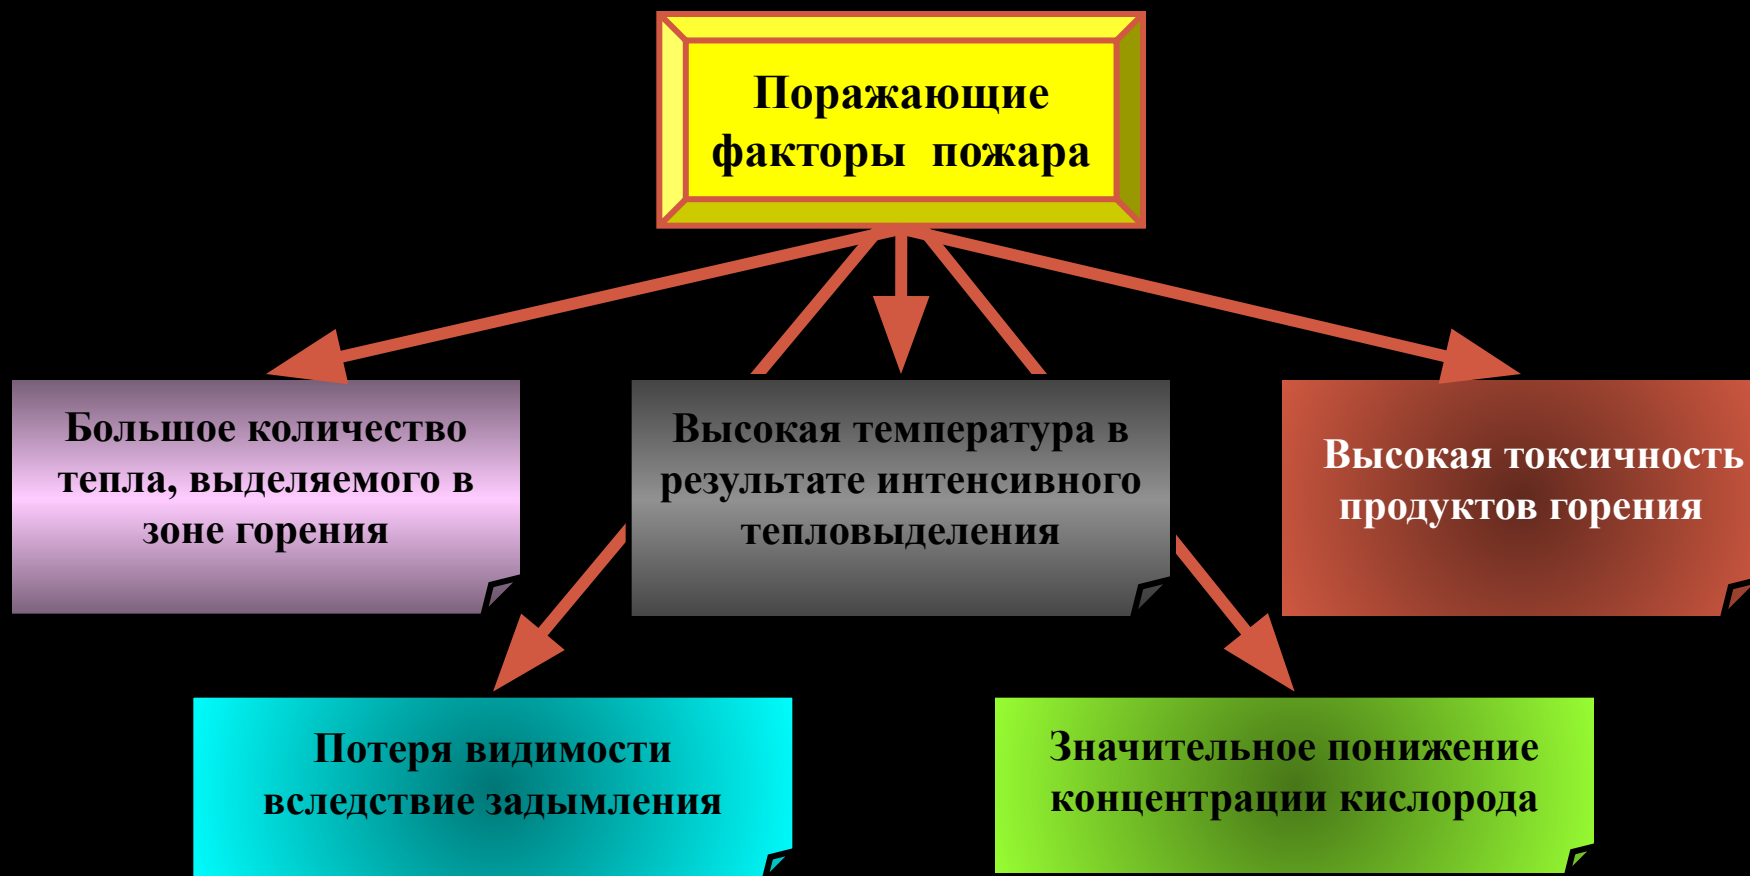 Поражающие
факторы пожара
Большое количество
тепла, выделяемого в
зоне горения
Высокая температура в
результате интенсивного
тепловыделения
Высокая токсичность
продуктов горения
Потеря видимости
вследствие задымления
Значительное понижение
концентрации кислорода